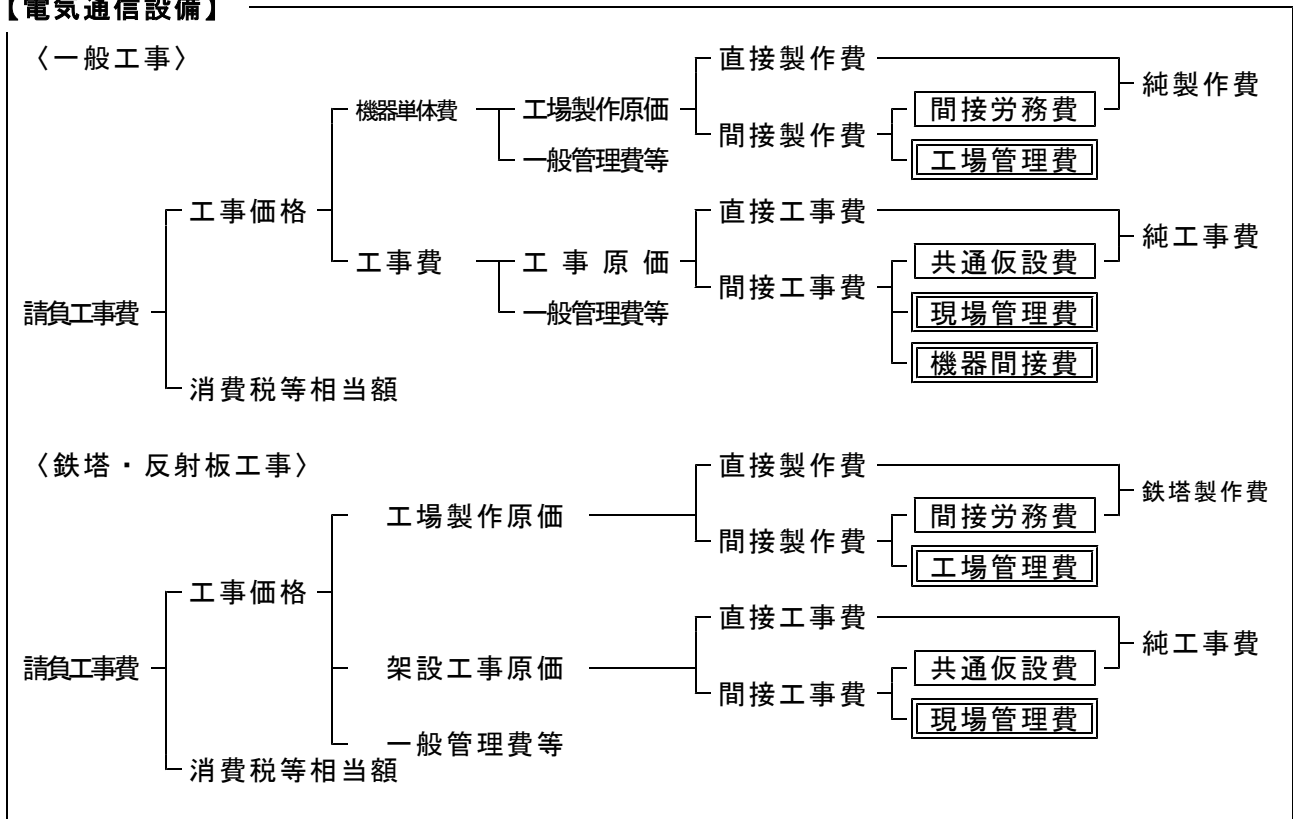 【電気通信設備】
〈一般工事〉
直接製作費
純製作費
機器単体費
工場製作原価
間接労務費
間接製作費
一般管理費等
工場管理費
工事価格
直接工事費
純工事費
工事費
工事原価
共通仮設費
間接工事費
請負工事費
一般管理費等
現場管理費
機器間接費
消費税等相当額
〈鉄塔・反射板工事〉
直接製作費
鉄塔製作費
工場製作原価
間接労務費
間接製作費
工場管理費
工事価格
直接工事費
純工事費
請負工事費
架設工事原価
共通仮設費
間接工事費
現場管理費
一般管理費等
消費税等相当額